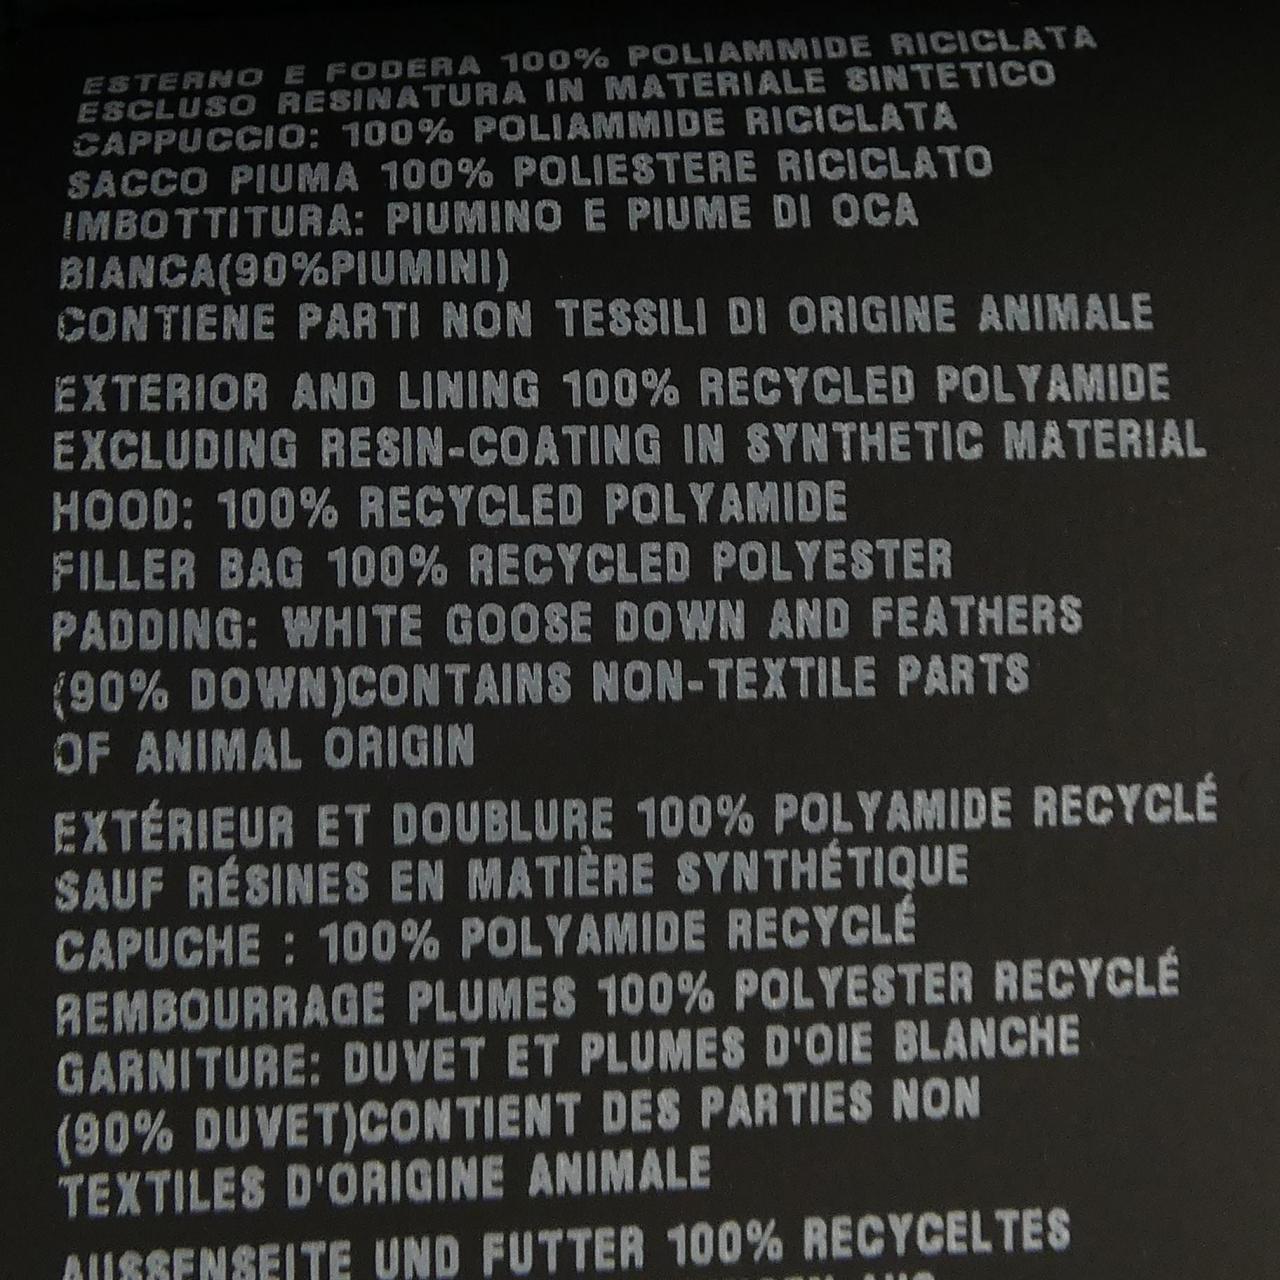 ESTERNO E FODERA 100% POLIAMMIDE RICICLATA
ESCLUSO RESINATURA IN MATERIALE SINTETICO
CAPPUCCIO: 100% POLIAMMIDE RICICLATA
SACCO PIUMA 100% POLIESTERE RICICLATO
IMBOTTITURA: PIUMINO E PIUME DI OCA
BIANCA(90%PIUMINI)
CONTIENE PARTI NON TESSILI DI ORIGINE ANIMALE
EXTERIOR AND LINING 100% RECYCLED POLYAMIDE
EXCLUDING RESIN-COATING IN SYNTHETIC MATERIAL
HOOD: 100% RECYCLED POLYAMIDE
FILLER BAG 100% RECYCLED POLYESTER
PADDING: WHITE GOOSE DOWN AND FEATHERS
(90% DOWN)CONTAINS NON-TEXTILE PARTS
OF ANIMAL ORIGIN
EXTÉRIEUR ET DOUBLURE 100% POLYAMIDE RECYCLÉ
SAUF RÉSINES EN MATIÈRE SYNTHÉTIQUE
CAPUCHE : 100% POLYAMIDE RECYCLÉ
REMBOURRAGE PLUMES 100% POLYESTER RECYCLÉ
GARNITURE: DUVET ET PLUMES D'OIE BLANCHE
(90% DUVET)CONTIENT DES PARTIES NON
TEXTILES D'ORIGINE ANIMALE
AUSSENSEITE UND FUTTER 100% RECYCELTES